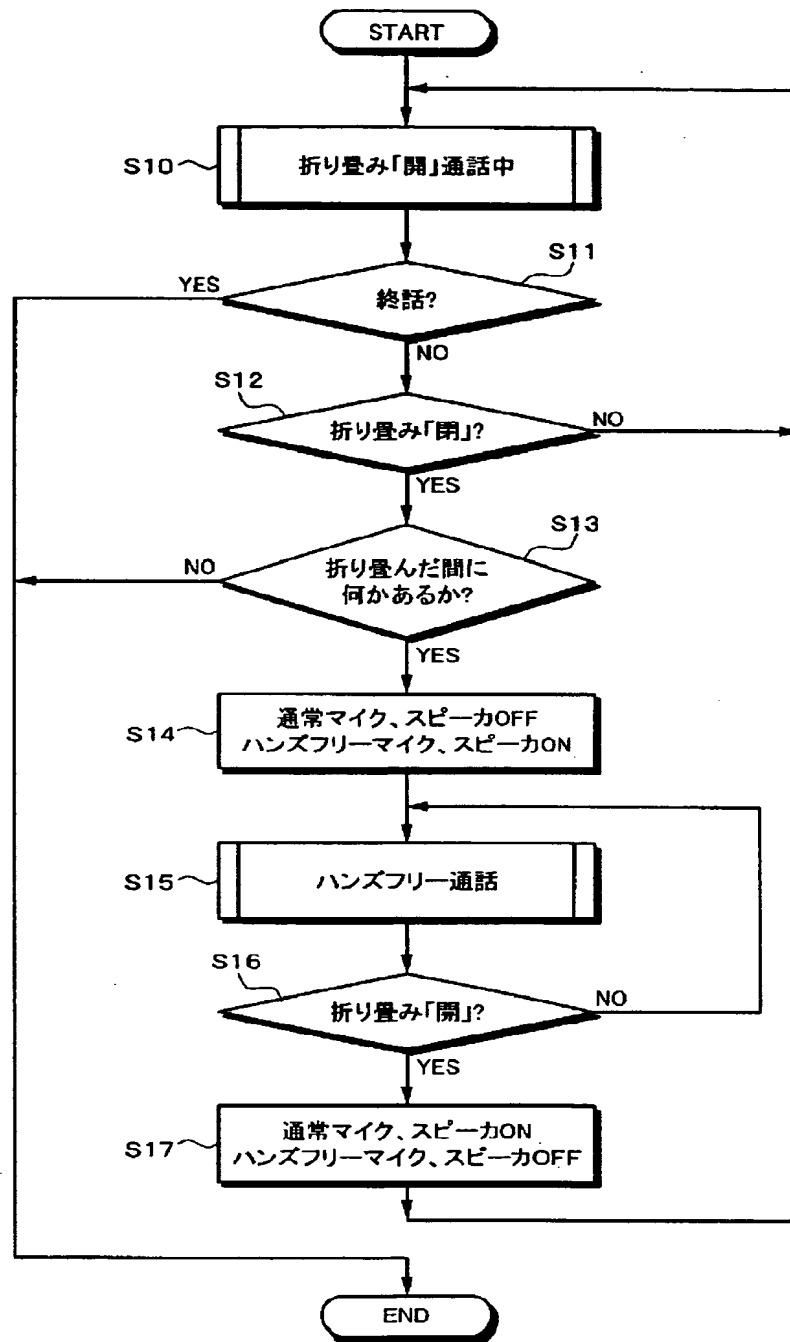 START
S10
折り畳み「開」通話中
S11
YES
終話?
NO
S12
折り畳み「閉」?
NO
YES
S13
NO
折り畳んだ間に
何かあるか?
YES
S14
通常マイク、スピーカOFF
ハンズフリーマイク、スピーカON
S15
ハンズフリー通話
S16
折り畳み「開」?
NO
YES
S17
通常マイク、スピーカON
ハンズフリーマイク、スピーカOFF
END